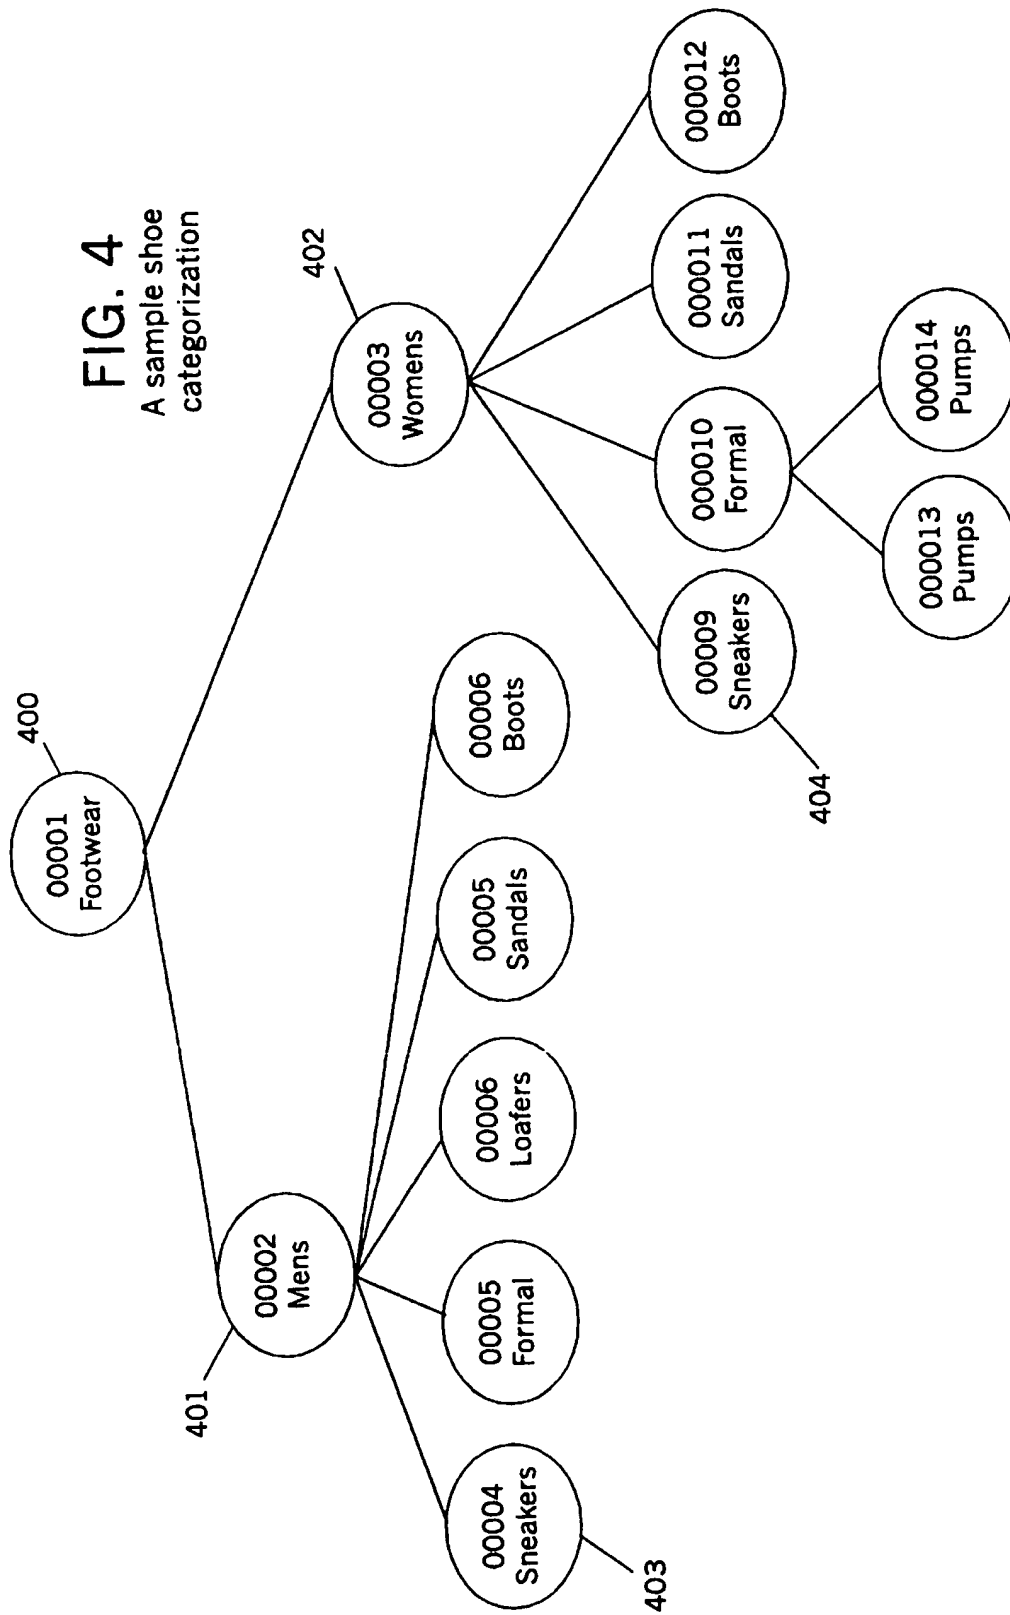 FIG. 4
A sample shoe
categorization
400
00001
Footwear
402
00003
Womens
401
00002
Mens
00004
Sneakers
403
00005
Formal
00006
Loafers
00005
Sandals
00006
Boots
00009
Sneakers
404
000010
Formal
000011
Sandals
000012
Boots
000013
Pumps
000014
Pumps